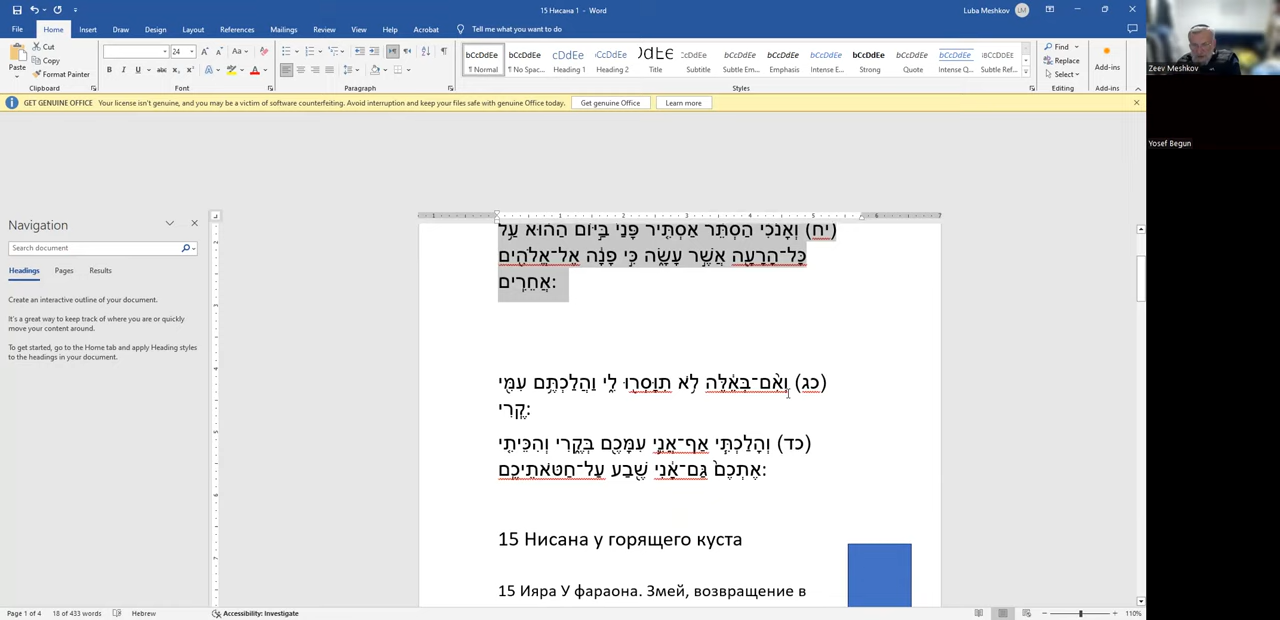 15 Нисана 1 - Word
Luba Meshkov LM
File Home Insert Draw Design Layout References Mailings Review View Help Acrobat Tell me what you want to do
Paste
Cut
Copy
Format Painter
Clipboard
24
Font
Paragraph
AaBbCcDdEe
¶ Normal ¶ No Spac... Heading 1 Heading 2 Title Subtitle Subtle Em... Emphasis Intense E... Strong Quote Intense Q... Subtle Ref...
Styles
Find
Replace
Select
Editing
Add-ins
Add-ins
GET GENUINE OFFICE Your license isn't genuine, and you may be a victim of software counterfeiting. Avoid interruption and keep your files safe with genuine Office today. Get genuine Office Learn more
Zeev Meshkov
Yosef Begun
Navigation
Search document
Headings Pages Results
Create an interactive outline of your document.
It's a great way to keep track of where you are or quickly
move your content around.
To get started, go to the Home tab and apply Heading styles
to the headings in your document.
(יח) וְאָנֹכִי הַסְתֵּר אַסְתִּיר פָּנַי בַּיּוֹם הַהוּא עַל
כׇּל־הָרָעָה אֲשֶׁר עָשָׂה כִּי פָנָה אֶל־אֱלֹהִים
אֲחֵרִים:
(כג) וְאִם־בְּאֵלֶּה לֹא תִוָּסְרוּ לִי וַהֲלַכְתֶּם עִמִּי
קֶרִי:
(כד) וְהָלַכְתִּי אַף־אֲנִי עִמָּכֶם בְּקֶרִי וְהִכֵּיתִי
אֶתְכֶם גַּם־אָנִי שֶׁבַע עַל־חַטֹּאתֵיכֶם:
15 Нисана у горящего куста
15 Ияра У фараона. Змей, возвращение в
Page 1 of 4 18 of 433 words Hebrew Accessibility: Investigate 110%